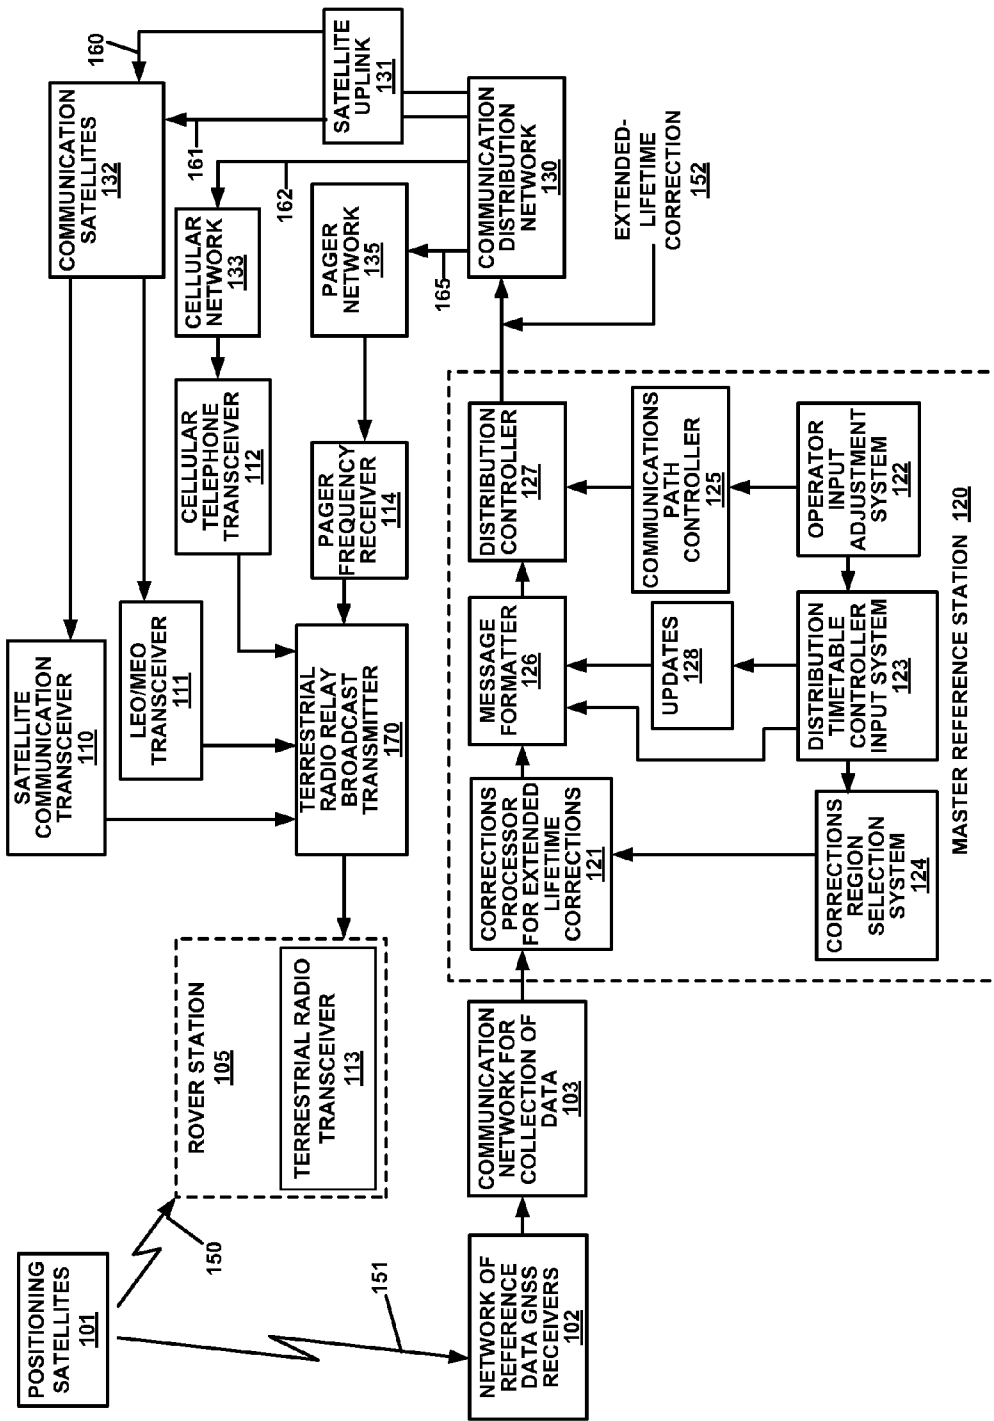 POSITIONING
SATELLITES
101
150
151
ROVER STATION
105
TERRESTRIAL RADIO
TRANSCEIVER
113
SATELLITE
COMMUNICATION
TRANSCEIVER
110
LEO/MEO
TRANSCEIVER
111
CELLULAR
TELEPHONE
TRANSCEIVER
112
PAGER
FREQUENCY
RECEIVER
114
TERRESTRIAL
RADIO RELAY
BROADCAST
TRANSMITTER
170
COMMUNICATION
SATELLITES
132
CELLULAR
NETWORK
133
PAGER
NETWORK
135
160
161
162
165
SATELLITE
UPLINK
131
COMMUNICATION
DISTRIBUTION
NETWORK
130
EXTENDED-
LIFETIME
CORRECTION
152
NETWORK OF
REFERENCE
DATA GNSS
RECEIVERS
102
COMMUNICATION
NETWORK FOR
COLLECTION OF
DATA
103
CORRECTIONS
PROCESSOR
FOR EXTENDED
LIFETIME
CORRECTIONS
121
MESSAGE
FORMATTER
126
DISTRIBUTION
CONTROLLER
127
UPDATES
128
COMMUNICATIONS
PATH
CONTROLLER
125
CORRECTIONS
REGION
SELECTION
SYSTEM
124
DISTRIBUTION
TIMETABLE
CONTROLLER
INPUT SYSTEM
123
OPERATOR
INPUT
ADJUSTMENT
SYSTEM
122
MASTER REFERENCE STATION 120